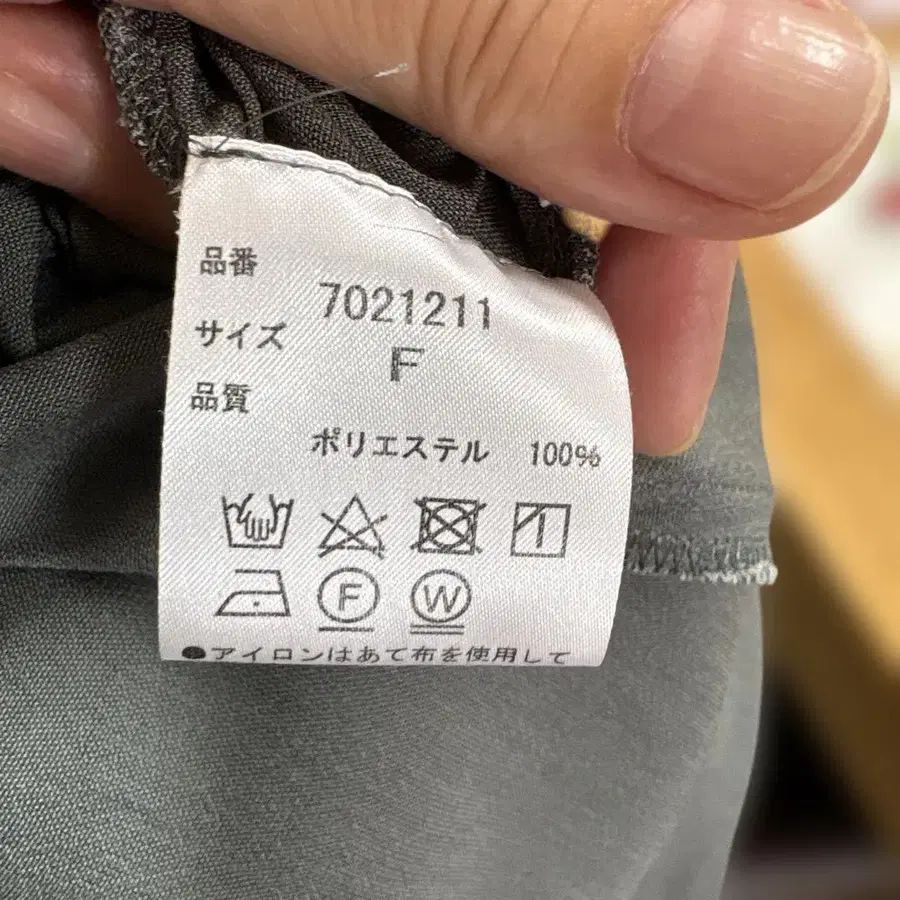 品番
7021211
サイズ
F
品質
ポリエステル 100%
F W
●アイロンはあて布を使用して